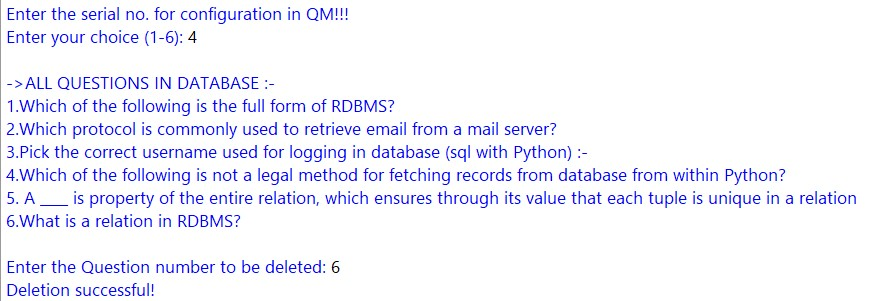 Enter the serial no. for configuration in QM!!!
Enter your choice (1-6): 4
->ALL QUESTIONS IN DATABASE :-
1.Which of the following is the full form of RDBMS?
2.Which protocol is commonly used to retrieve email from a mail server?
3.Pick the correct username used for logging in database (sql with Python) :-
4.Which of the following is not a legal method for fetching records from database from within Python?
5. A ___ is property of the entire relation, which ensures through its value that each tuple is unique in a relation
6.What is a relation in RDBMS?
Enter the Question number to be deleted: 6
Deletion successful!